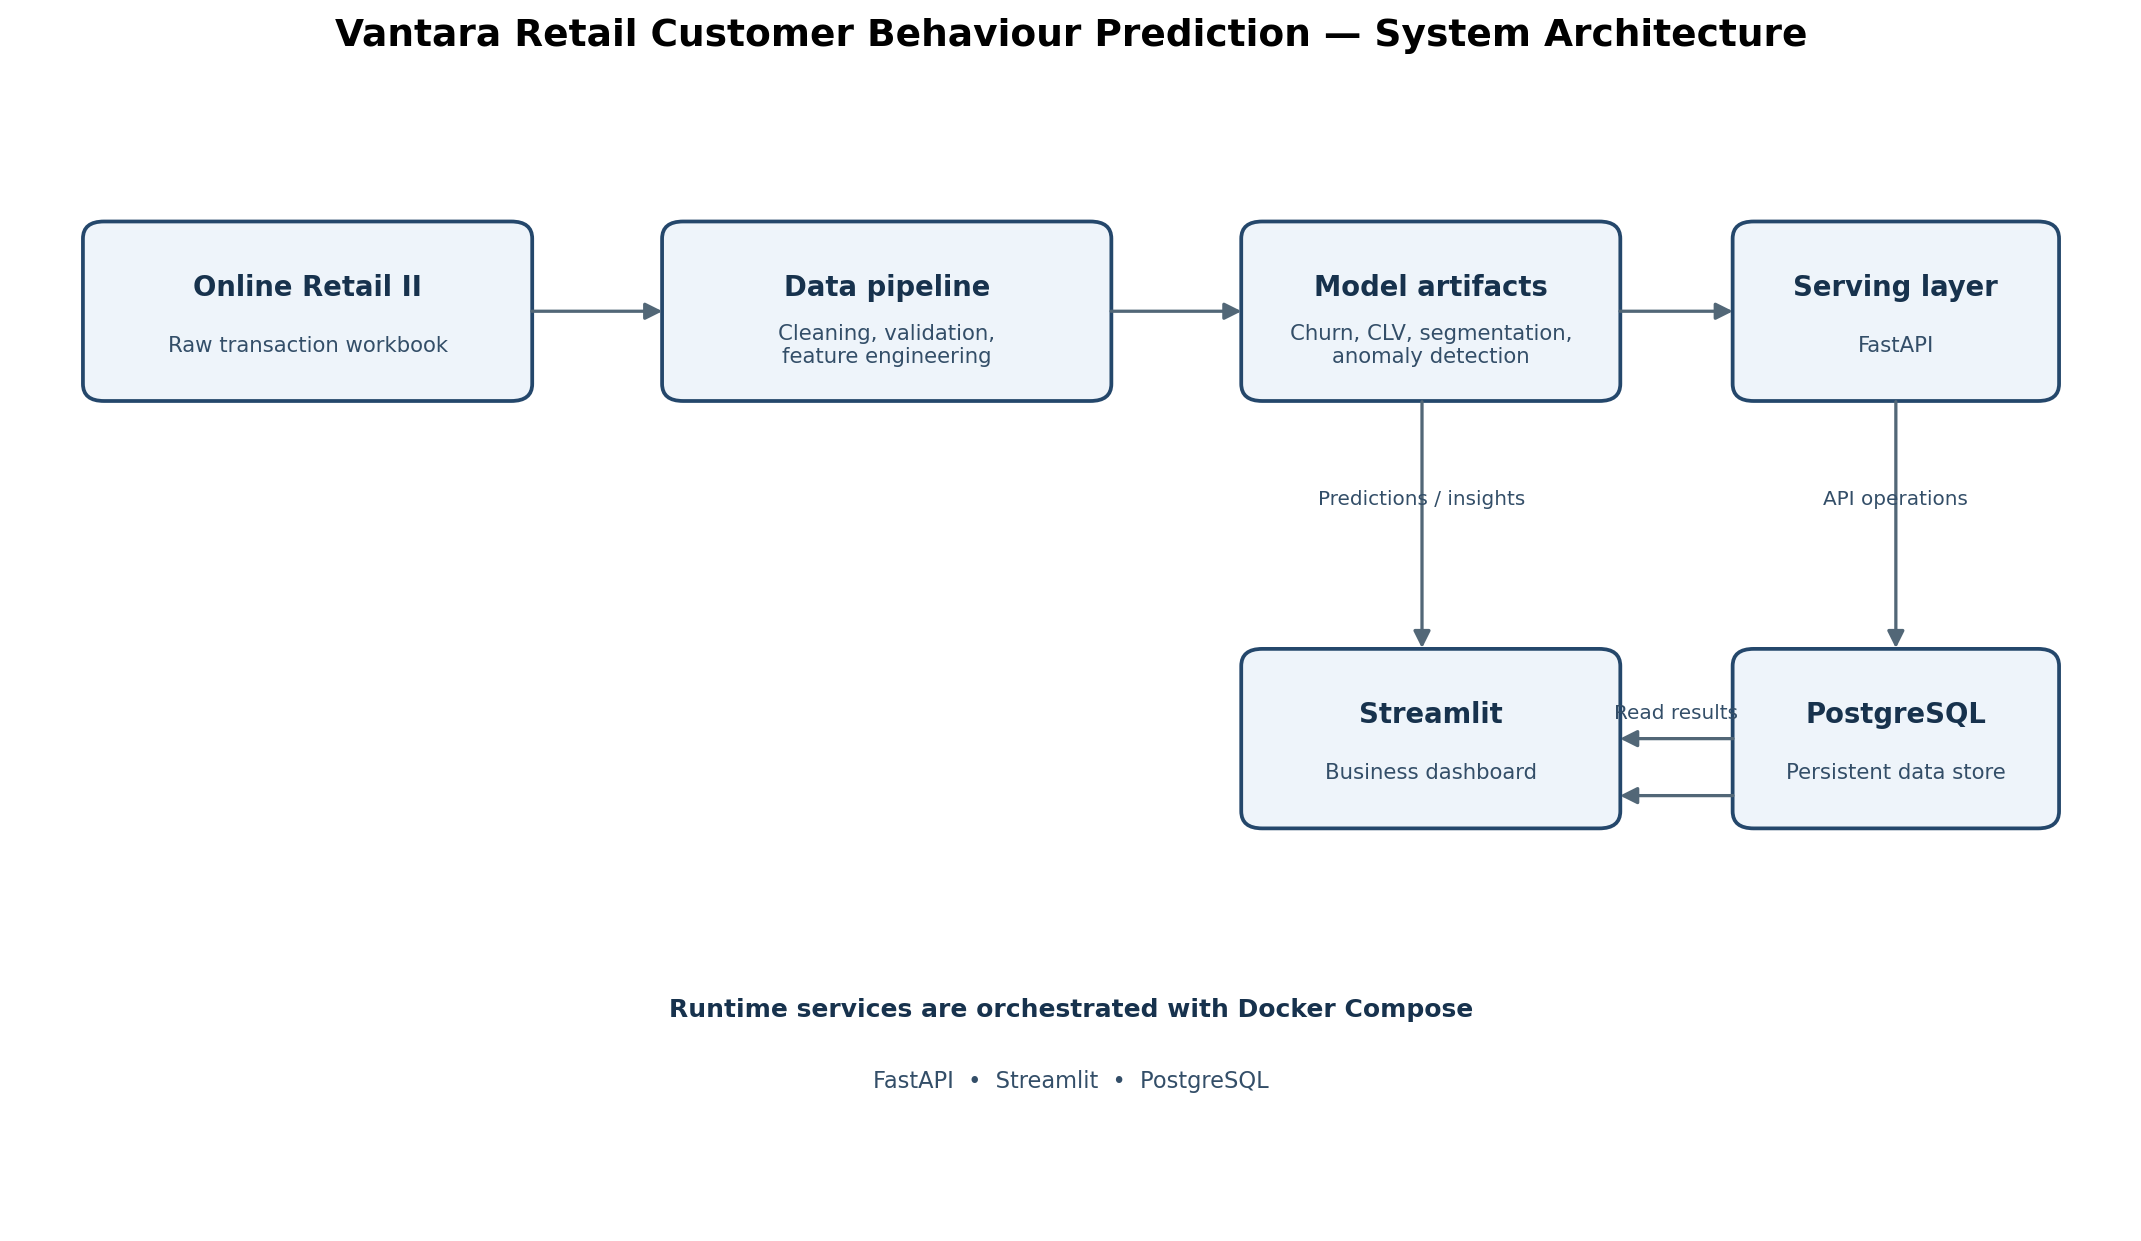 Vantara Retail Customer Behaviour Prediction — System Architecture
Online Retail II
Raw transaction workbook
Data pipeline
Cleaning, validation,
feature engineering
Model artifacts
Churn, CLV, segmentation,
anomaly detection
Serving layer
FastAPI
Predictions / insights
API operations
Streamlit
Business dashboard
Read results
PostgreSQL
Persistent data store
Runtime services are orchestrated with Docker Compose
FastAPI • Streamlit • PostgreSQL